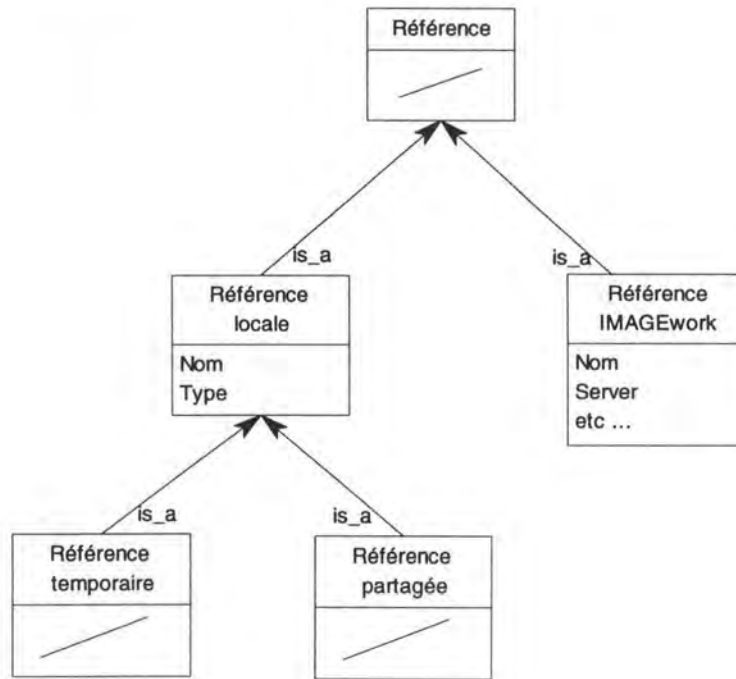 Référence
is_a
is_a
Référence
locale
Nom
Type
Référence
IMAGEwork
Nom
Server
etc ...
is_a
is_a
Référence
temporaire
Référence
partagée